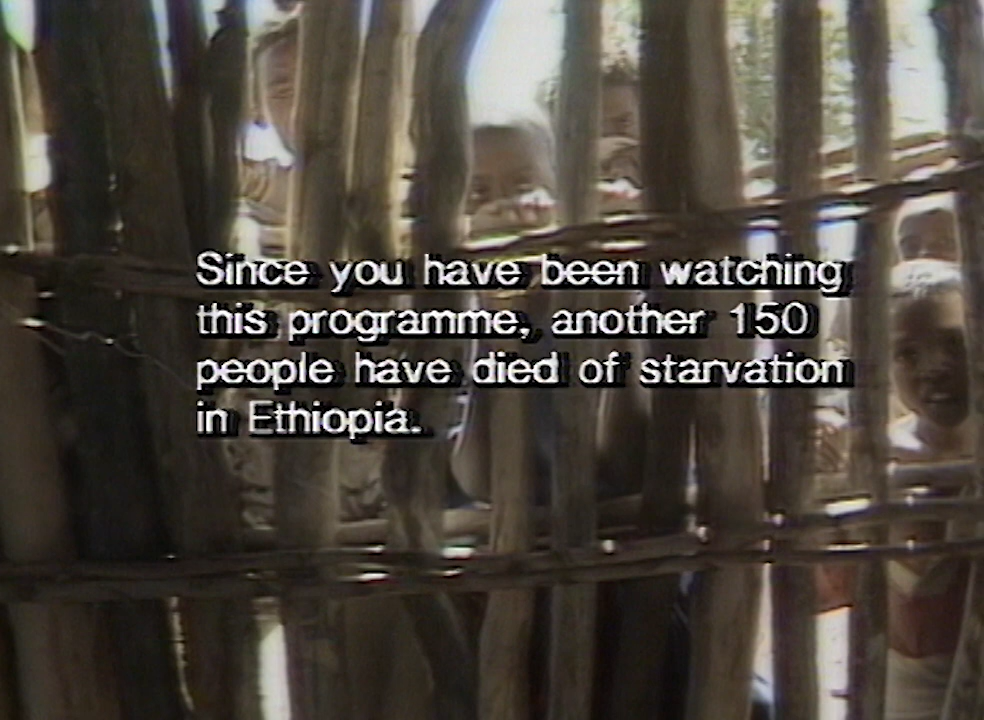 Since you have been watching
this programme, another 150
people have died of starvation
in Ethiopia.